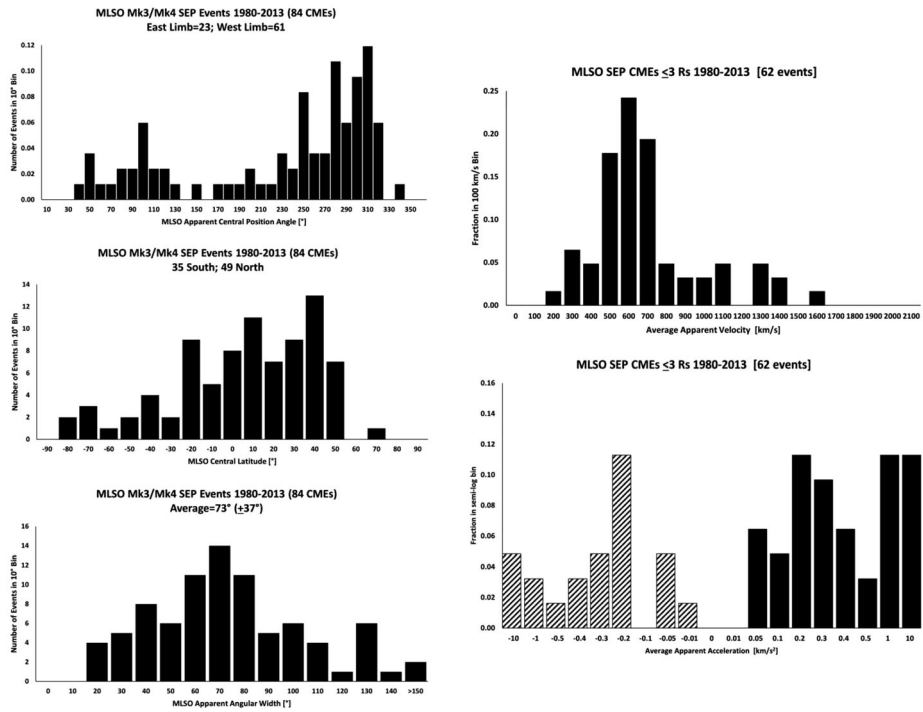 MLSO Mk3/Mk4 SEP Events 1980-2013 (84 CMEs)
East Limb=23; West Limb=61
Number of Events in 10° Bin
0.12
0.10
0.08
0.06
0.04
0.02
0.00
10 30 50 70 90 110 130 150 170 190 210 230 250 270 290 310 340 350
MLSO Apparent Central Position Angle [°]
MLSO Mk3/Mk4 SEP Events 1980-2013 (84 CMEs)
35 South; 49 North
Number of Events in 10° Bin
14
12
10
8
6
4
2
0
-90 -80 -70 -60 -50 -40 -30 -20 -10 0 10 20 30 40 50 60 70 80 90
MLSO Central Latitude [°]
MLSO Mk3/Mk4 SEP Events 1980-2013 (84 CMEs)
Average=73° (+37°)
Number of Events in 10° Bin
16
14
12
10
8
6
4
2
0
0 10 20 30 40 50 60 70 80 90 100 110 120 130 140 >150
MLSO Apparent Angular Width [°]
MLSO SEP CMEs <3 Rs 1980-2013 [62 events]
Fraction in 100 km/s Bin
0.25
0.20
0.15
0.10
0.05
0.00
0 100 200 300 400 500 600 700 800 900 1000 1100 1200 1300 1400 1500 1600 1700 1800 1900 2000 2100
Average Apparent Velocity [km/s]
MLSO SEP CMEs <3 Rs 1980-2013 [62 events]
Fraction in semi-log bin
0.16
0.14
0.12
0.10
0.08
0.06
0.04
0.02
0.00
-10 -1 -0.5 -0.4 -0.3 -0.2 -0.1 -0.05 -0.01 0 0.01 0.05 0.1 0.2 0.3 0.4 0.5 1 10
Average Apparent Acceleration [km/s²]